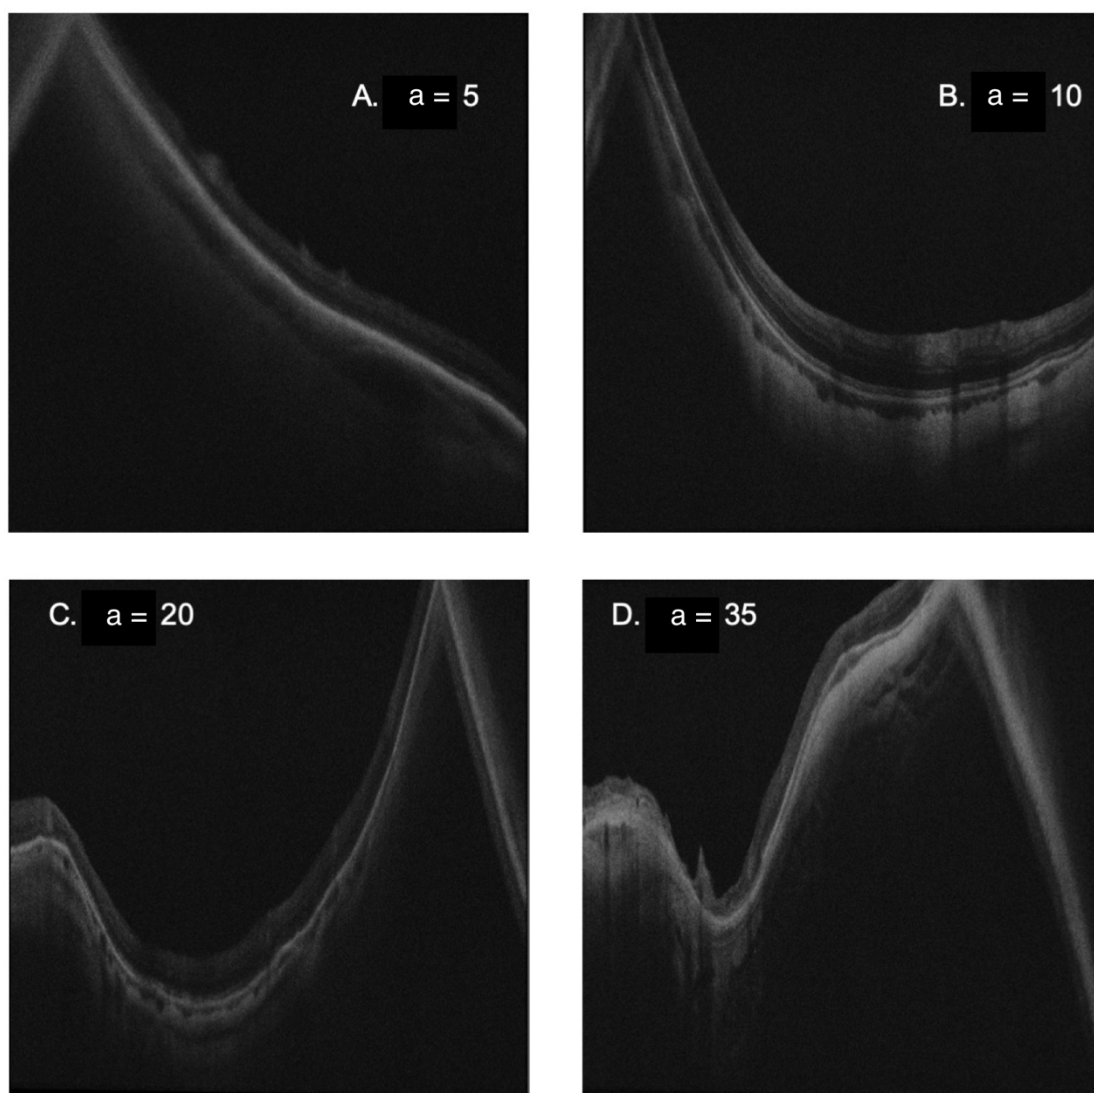 A. a = 5
B. a = 10
C. a = 20
D. a = 35